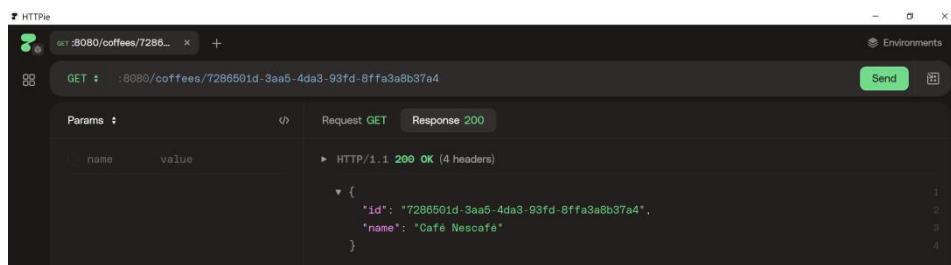 HTTPie
GET :8080/coffees/7286... × +
Environments
GET :8080/coffees/7286501d-3aa5-4da3-93fd-8ffa3a8b37a4
Send
Params </>
Request GET Response 200
name value
HTTP/1.1 200 OK (4 headers)
{ 1
"id": "7286501d-3aa5-4da3-93fd-8ffa3a8b37a4", 2
"name": "Café Nescafé" 3
} 4